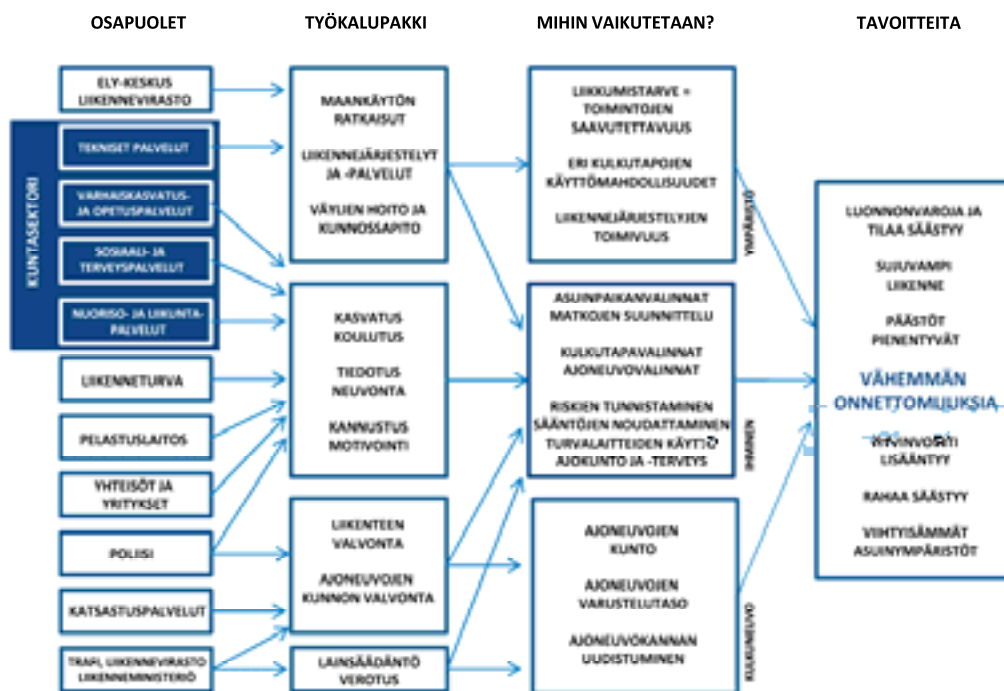 OSAPUOLET
TYÖKALUPAKKI
MIHIN VAIKUTETAAN?
TAVOITTEITA
ELY-KESKUS
LIIKENNEVIRASTO
KUNTASEKTORI
TEKNISET PALVELUT
VARHAISKASVATUS-
JA OPETUSPALVELUT
SOSIAALI- JA
TERVEYSPALVELUT
NUORISO- JA LIIKUNTA-
PALVELUT
LIIKENNETURVA
PELASTUSLAITOS
YHTEISÖT JA
YRITYKSET
POLIISI
KATSASTUSPALVELUT
TRAFI, LIIKENNEVIRASTO
LIIKENNEMINISTERIÖ
MAANKÄYTÖN
RATKAISUT
LIIKENNEJÄRJESTELYT
JA -PALVELUT
VÄYLIEN HOITO JA
KUNNOSSAPITO
KASVATUS
KOULUTUS
TIEDOTUS
NEUVONTA
KANNUSTUS
MOTIVOINTI
LIIKENTEEN
VALVONTA
AJONEUVOJEN
KUNNON VALVONTA
LAINSÄÄDÄNTÖ
VEROTUS
LIIKKUMISTARVE =
TOIMINTOJEN
SAAVUTETTAVUUS
ERI KULKUTAPOJEN
KÄYTTÖMAHDOLLISUUDET
LIIKENNEJÄRJESTELYJEN
TOIMIVUUS
YMPÄRISTÖ
ASUINPAIKANVALINNAT
MATKOJEN SUUNNITTELU
KULKUTAPAVALINNAT
AJONEUVOVALINNAT
RISKIEN TUNNISTAMINEN
SÄÄNTÖJEN NOUDATTAMINEN
TURVALAITTEIDEN KÄYTTÖ
AJOKUNTO JA -TERVEYS
IHMINEN
AJONEUVOJEN
KUNTO
AJONEUVOJEN
VARUSTELUTASO
AJONEUVOKANNAN
UUDISTUMINEN
KULKUNEUVO
LUONNONVAROJA JA
TILAA SÄÄSTYY
SUJUVAMPI
LIIKENNE
PÄÄSTÖT
PIENENTYVÄT
VÄHEMMÄN
ONNETTOMUUKSIA
LISÄÄNTYY
RAHAA SÄÄSTYY
VIIHTYISÄMMÄT
ASUINYMPÄRISTÖT